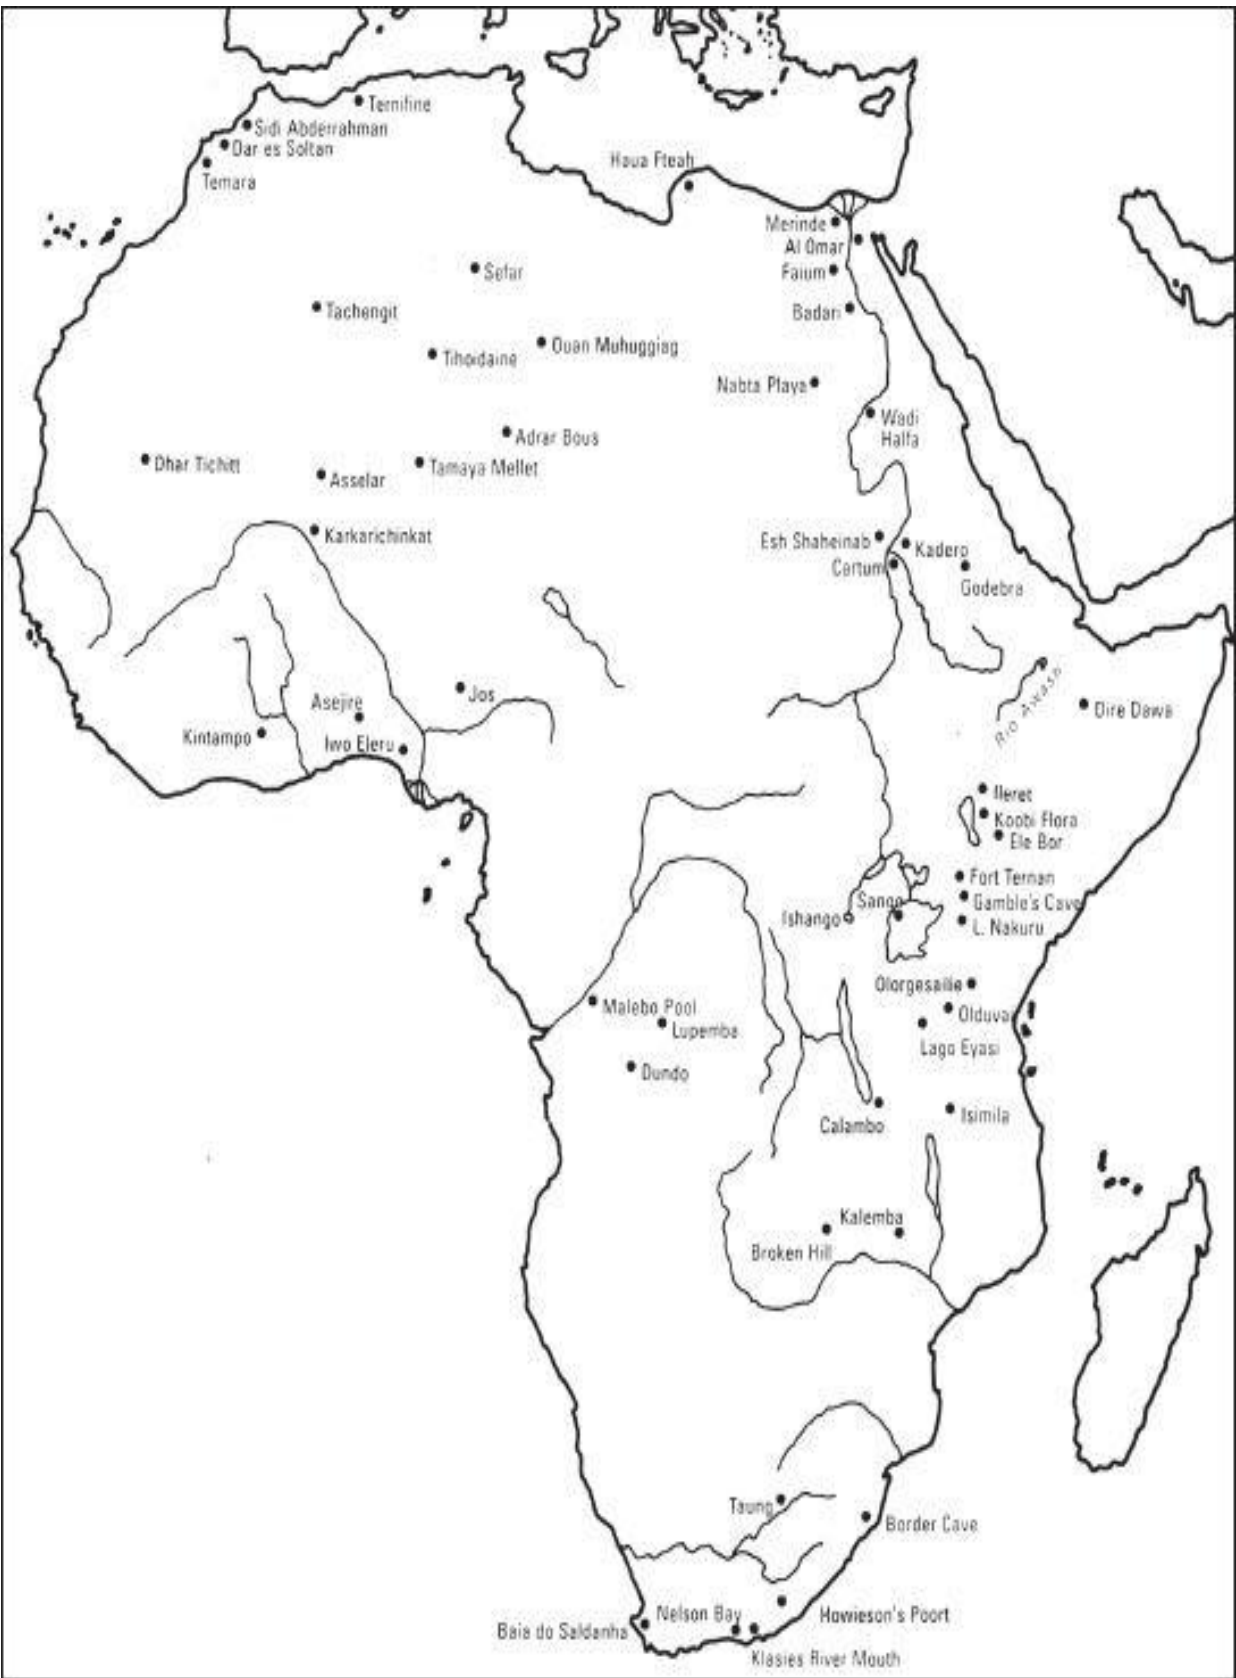 Ternifine
Sidi Abderrahman
Dar es Soltan
Temara
Haua Fteah
Merinde
Al Omar
Faium
Badari
Sefar
Tachengit
Tihoidaine
Ouan Muhuggiag
Nabta Playa
Wadi
Halfa
Adrar Bous
Tamaya Mellet
Dhar Tichitt
Asselar
Karkarichinkat
Esh Shaheinab
Kadero
Cartum
Godebra
Rio Awash
Dire Dawa
Jos
Asejire
Kintampo
Iwo Eleru
Ileret
Koobi Flora
Ele Bor
Fort Ternan
Gamble's Cave
L. Nakuru
Sango
Ishango
Olorgesailie
Olduvai
Lago Eyasi
Malebo Pool
Lupemba
Dundo
Calambo
Isimila
Kalemba
Broken Hill
Taung
Border Cave
Nelson Bay
Howieson's Poort
Baia do Saldanha
Klasies River Mouth